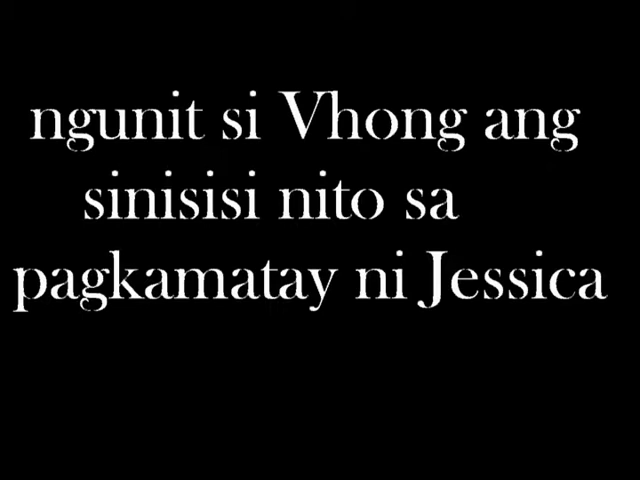 ngunit si Vhong ang
sinisisi nito sa
pagkamatay ni Jessica